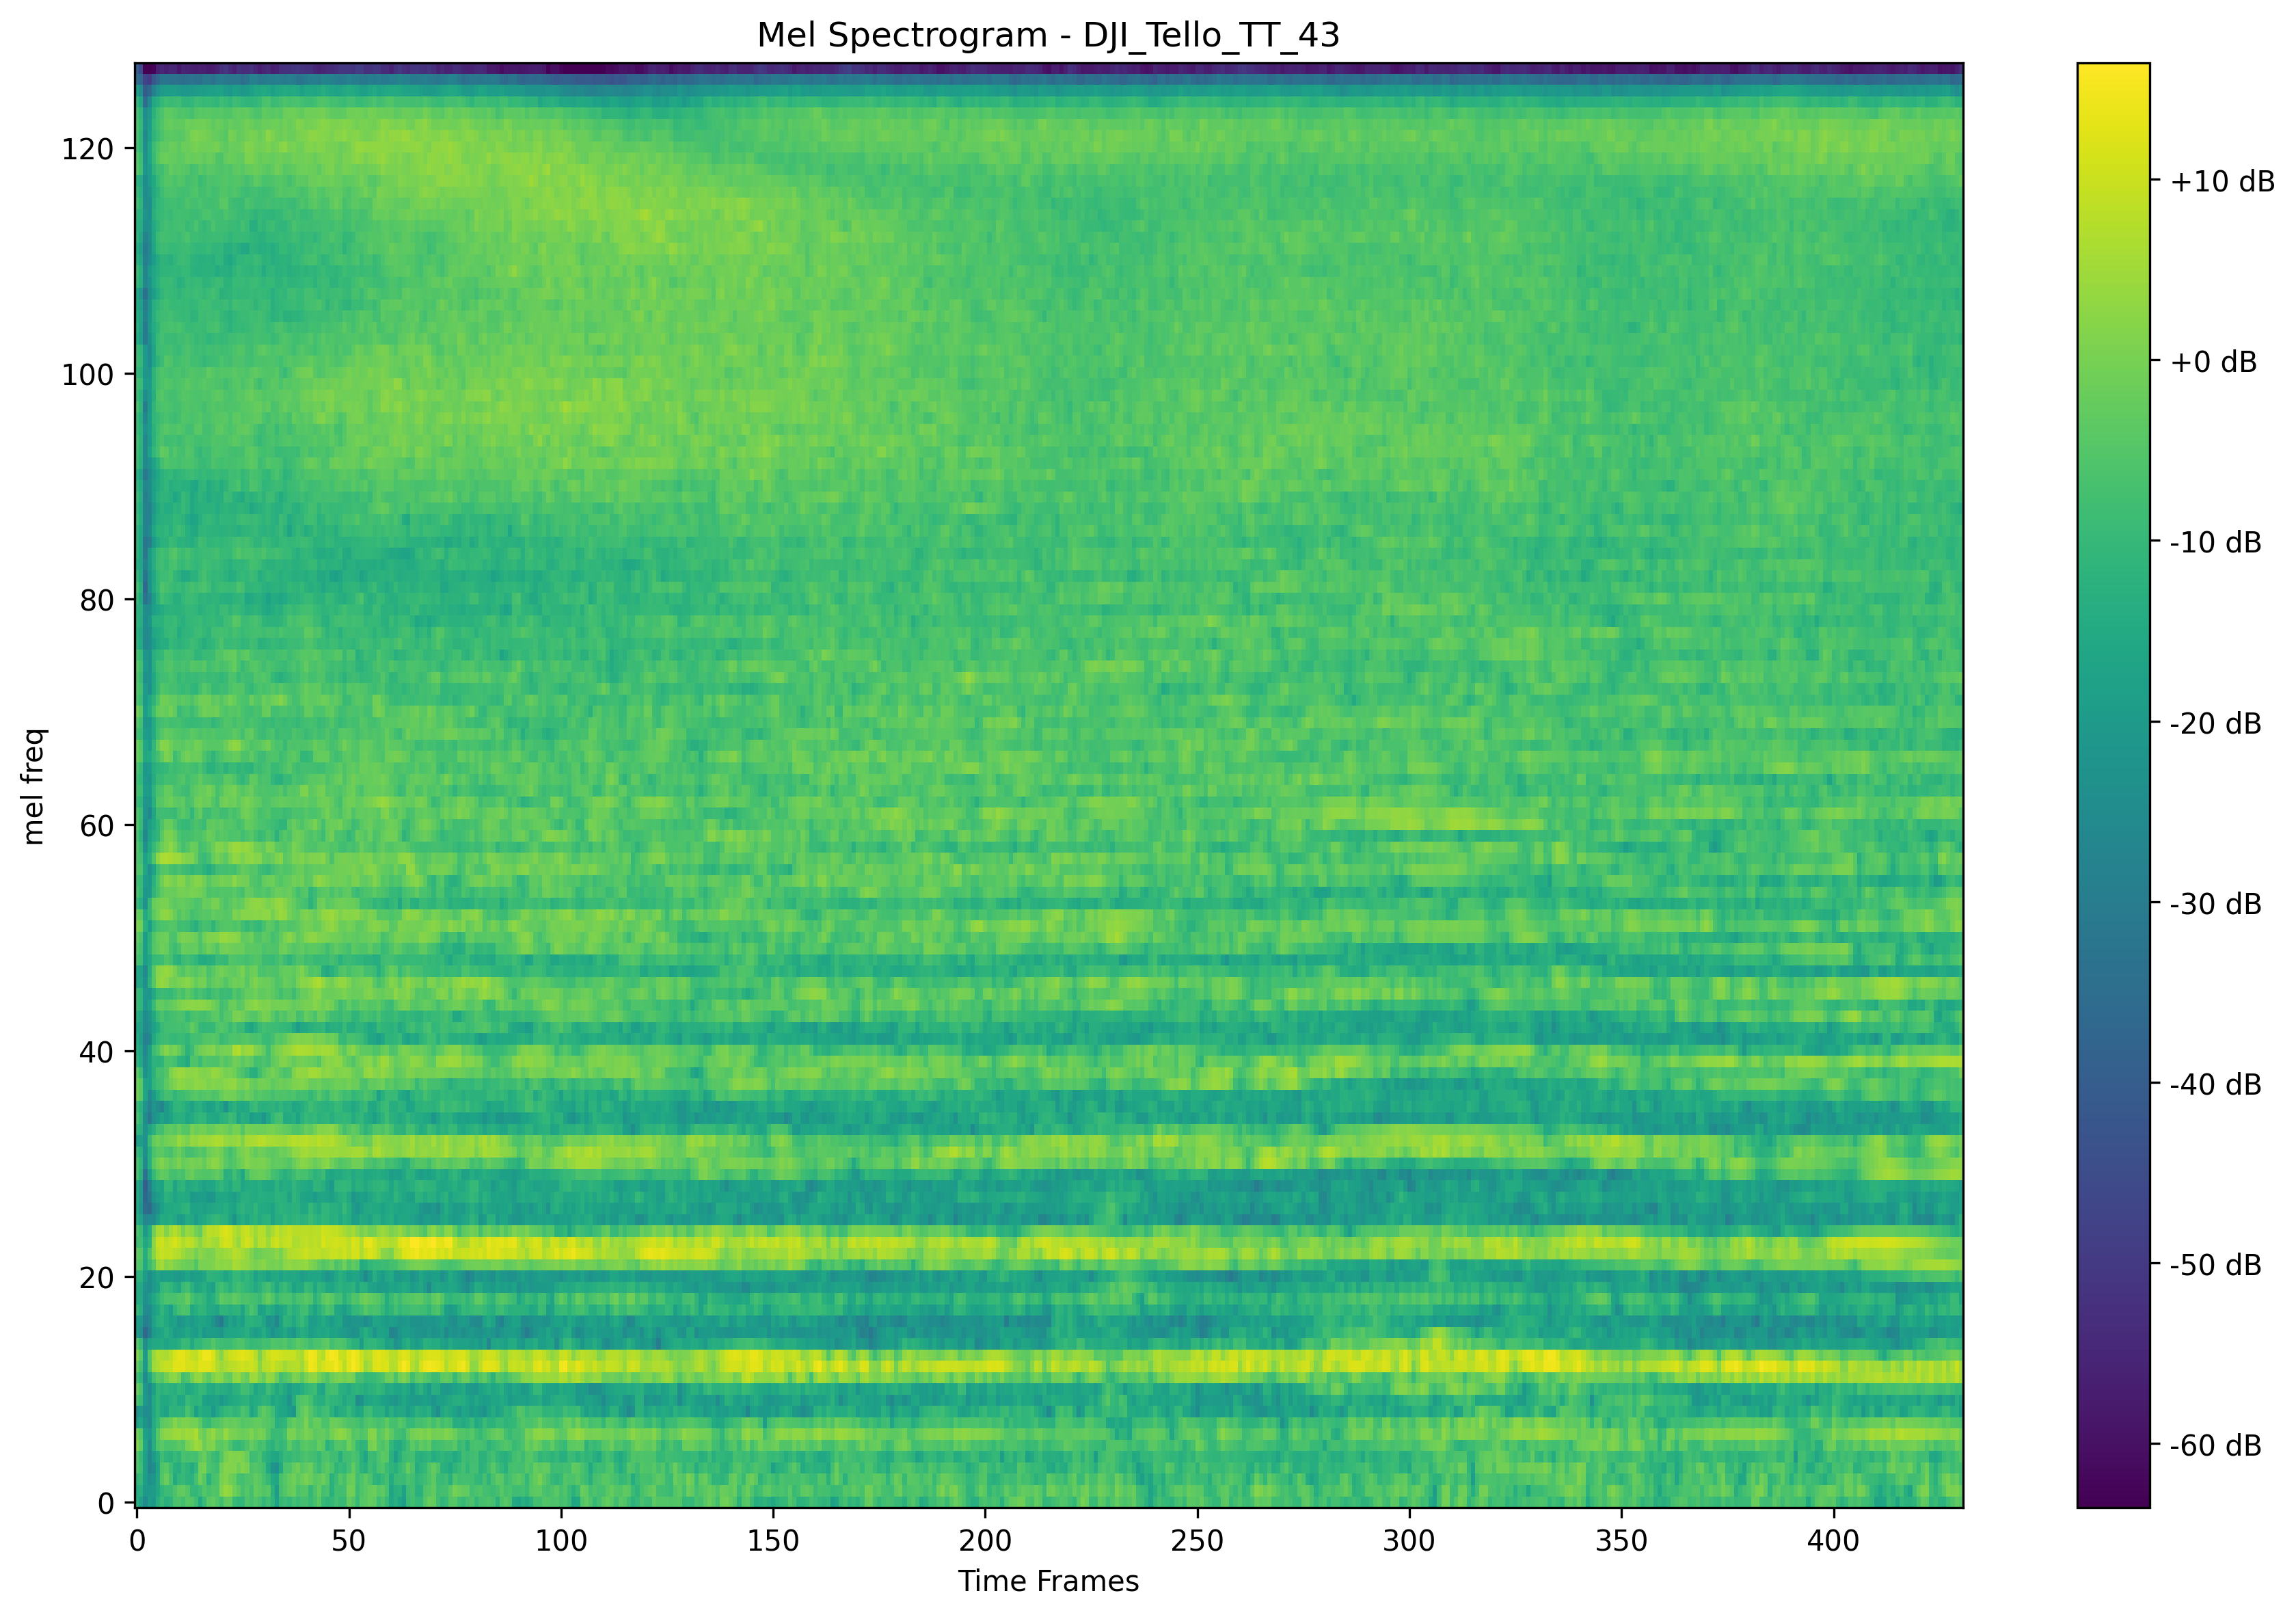 Mel Spectrogram - DJI_Tello_TT_43
mel freq
120
100
80
60
40
20
0
0 50 100 150 200 250 300 350 400
Time Frames
+10 dB
+0 dB
-10 dB
-20 dB
-30 dB
-40 dB
-50 dB
-60 dB